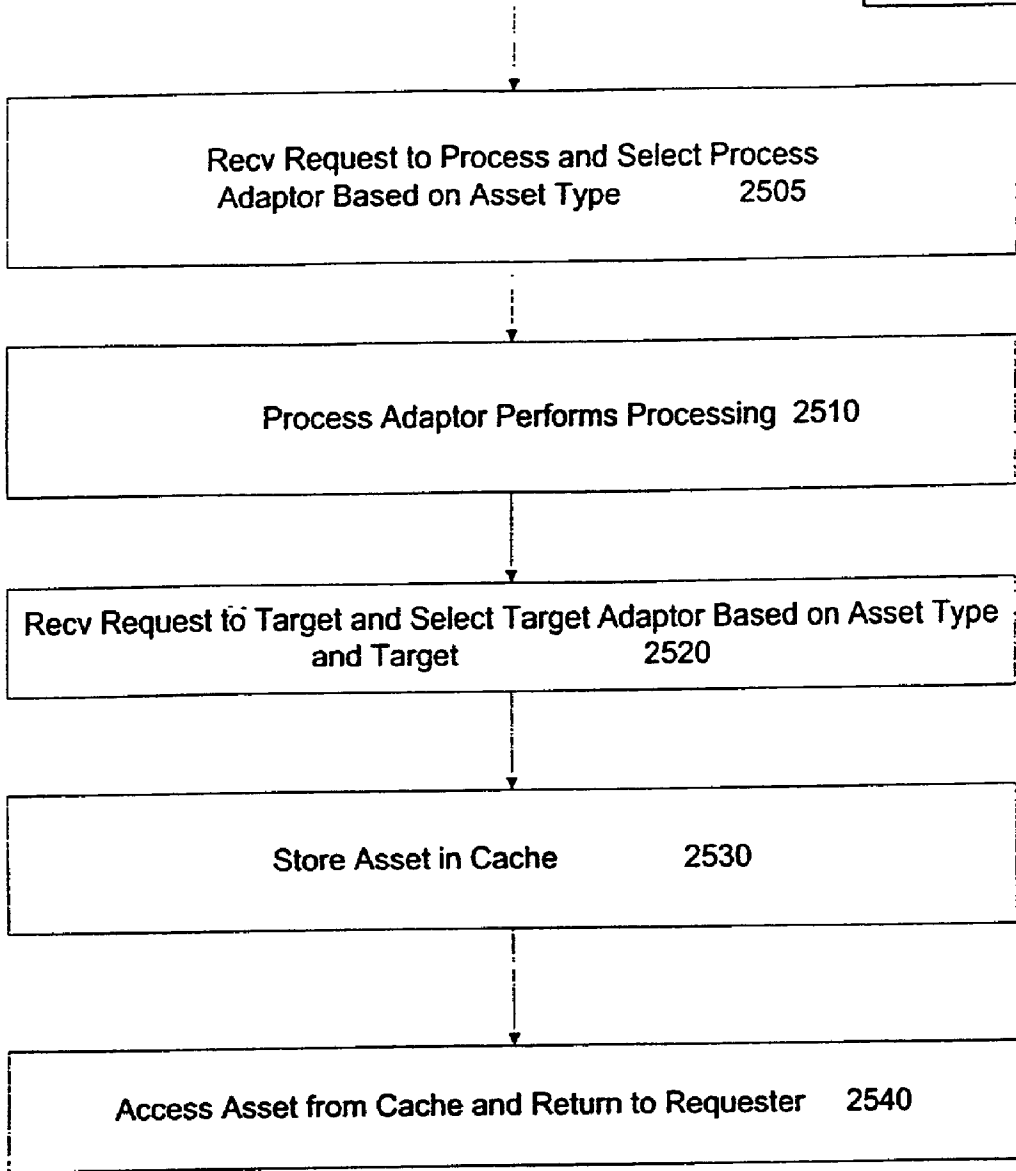 Recv Request to Process and Select Process
Adaptor Based on Asset Type 2505
Process Adaptor Performs Processing 2510
Recv Request to Target and Select Target Adaptor Based on Asset Type
and Target 2520
Store Asset in Cache 2530
Access Asset from Cache and Return to Requester 2540